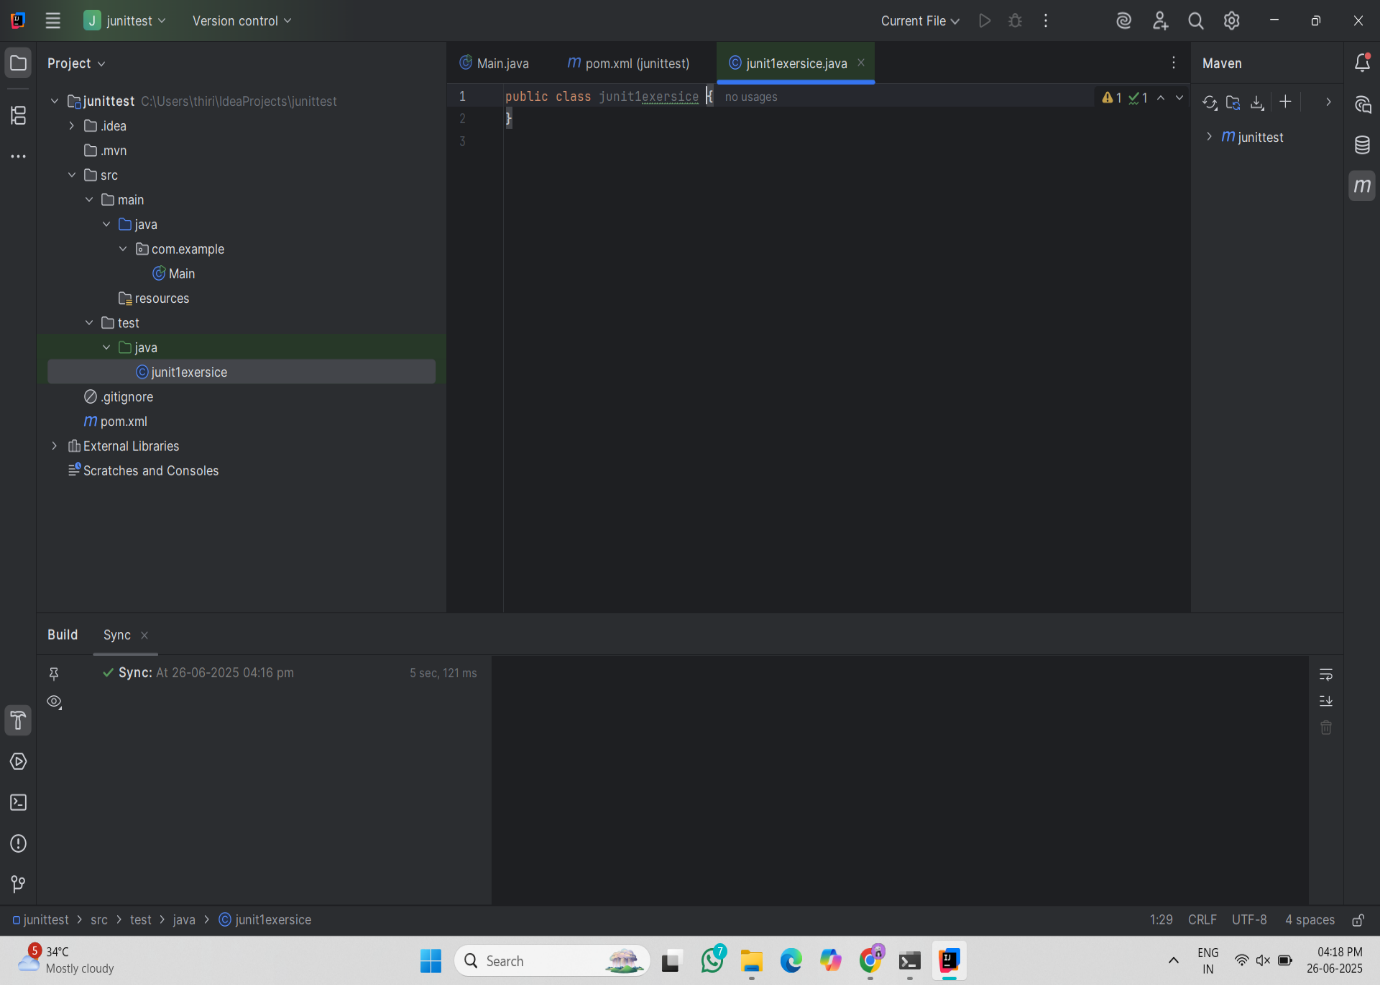 junittest
Version control
Current File
Project
Main.java
pom.xml (junittest)
junit1exersice.java
Maven
junittest C:\Users\thiri\IdeaProjects\junittest
.idea
.mvn
src
main
java
com.example
Main
resources
test
java
junit1exersice
.gitignore
pom.xml
External Libraries
Scratches and Consoles
1 public class junit1exersice { no usages
2 }
3
1 1
junittest
Build Sync
Sync: At 26-06-2025 04:16 pm 5 sec, 121 ms
junittest > src > test > java > junit1exersice
1:29 CRLF UTF-8 4 spaces
5
34°C
Mostly cloudy
Search
7
ENG
IN
04:18 PM
26-06-2025